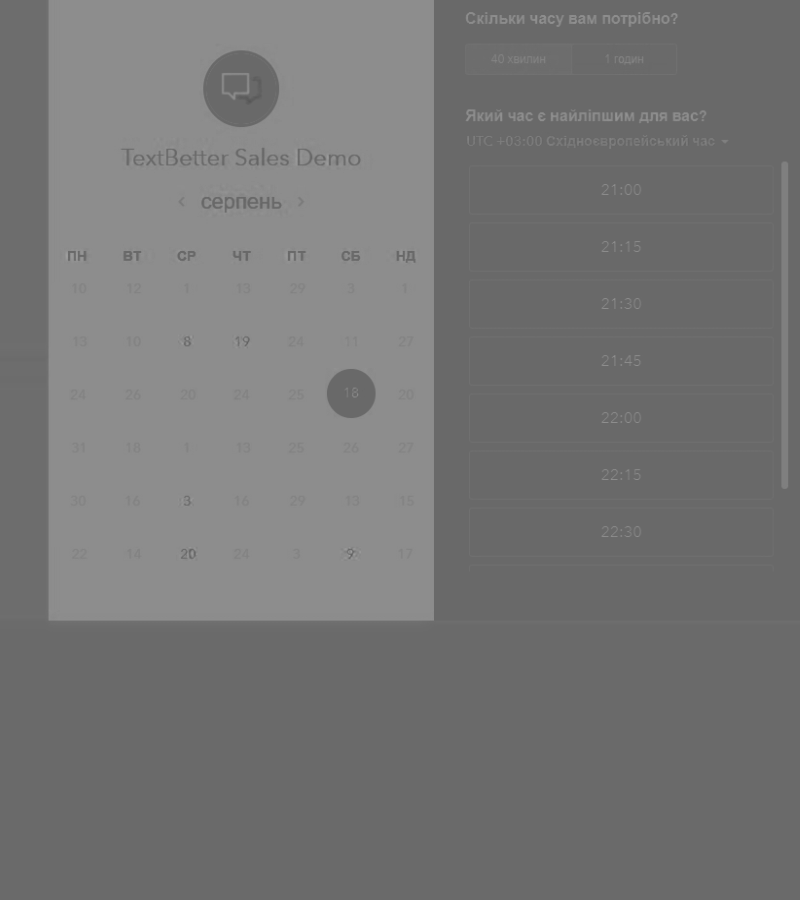 TextBetter Sales Demo
‹ серпень ›
ПН ВТ СР ЧТ ПТ СБ НД
10 12 1 13 29 3 1
13 10 8 19 24 11 27
24 26 20 24 25 18 20
31 18 1 13 25 26 27
30 16 3 16 29 13 15
22 14 20 24 3 9 17
Скільки часу вам потрібно?
40 хвилин 1 годин
Який час є найліпшим для вас?
UTC +03:00 Східноєвропейський час
21:00
21:15
21:30
21:45
22:00
22:15
22:30